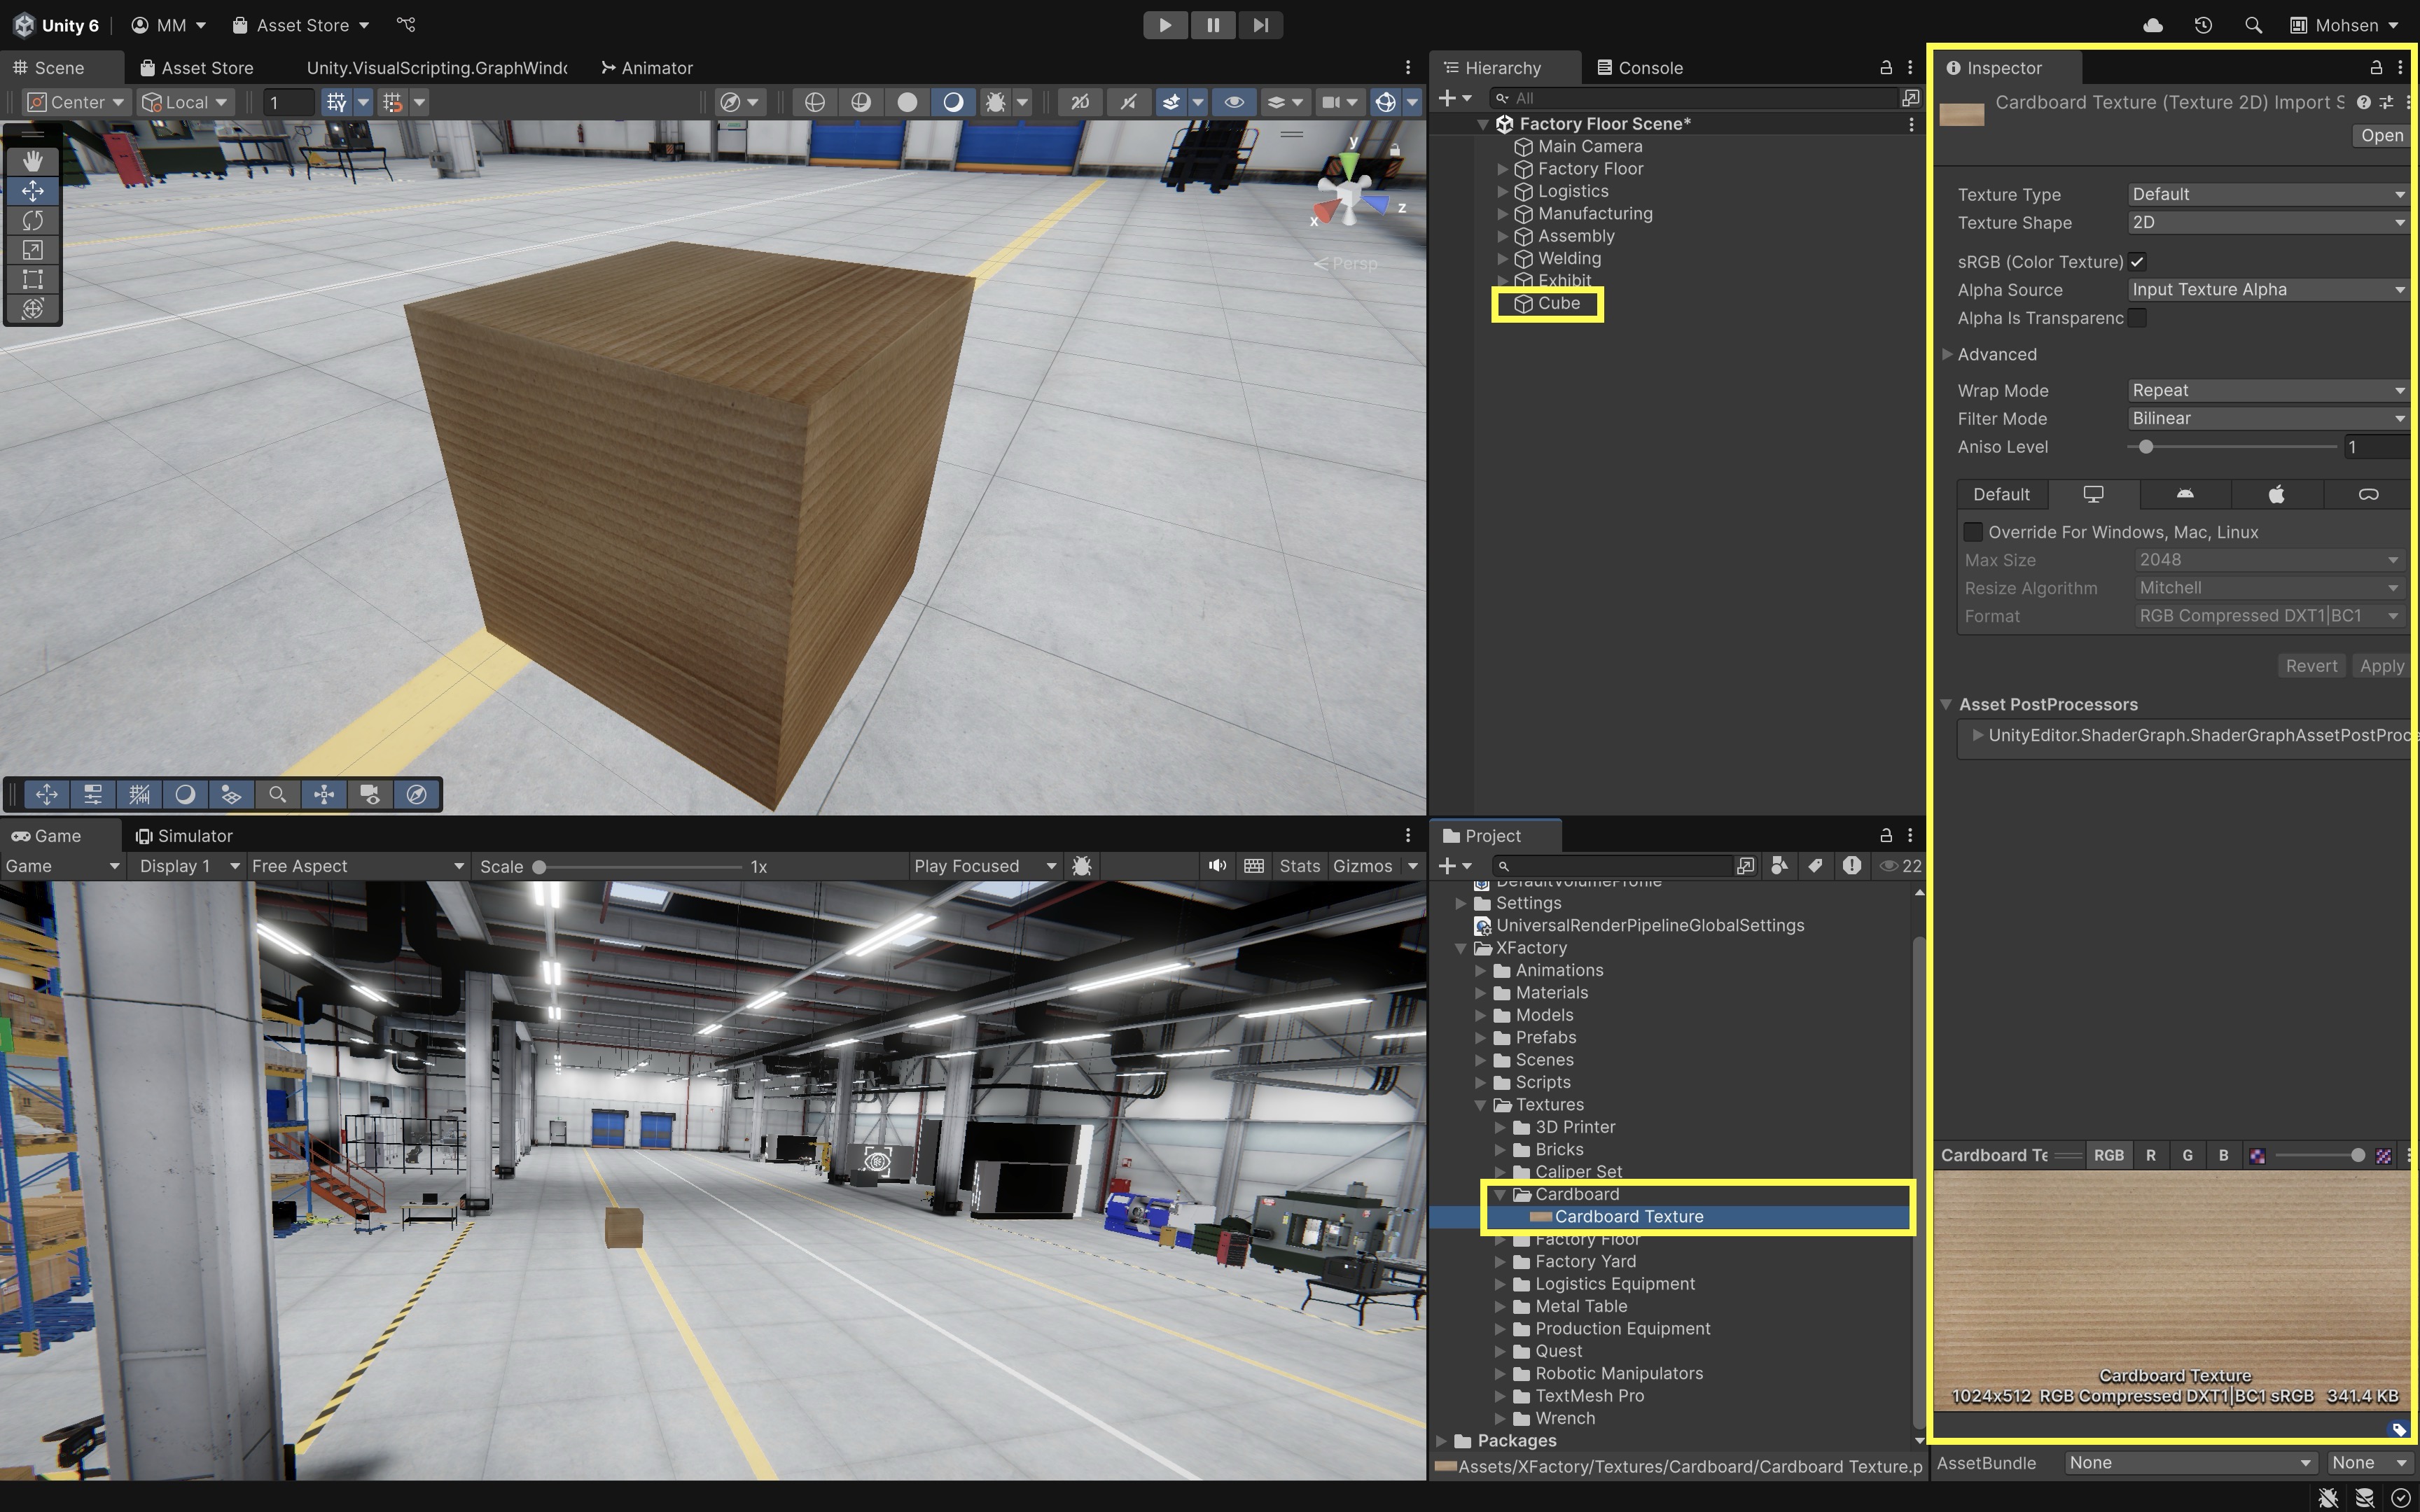 Unity 6
MM
Asset Store
Mohsen
Scene
Asset Store
Unity.VisualScripting.GraphWindo
Animator
Center
Local
1
2D
y
x
z
Persp
Hierarchy
Console
All
Factory Floor Scene*
Main Camera
Factory Floor
Logistics
Manufacturing
Assembly
Welding
Exhibit
Cube
Game
Simulator
Game
Display 1
Free Aspect
Scale
1x
Play Focused
Stats
Gizmos
Project
22
DefaultVolumeProfile
Settings
UniversalRenderPipelineGlobalSettings
XFactory
Animations
Materials
Models
Prefabs
Scenes
Scripts
Textures
3D Printer
Bricks
Caliper Set
Cardboard
Cardboard Texture
Factory Floor
Factory Yard
Logistics Equipment
Metal Table
Production Equipment
Quest
Robotic Manipulators
TextMesh Pro
Wrench
Packages
Assets/XFactory/Textures/Cardboard/Cardboard Texture.p
Inspector
Cardboard Texture (Texture 2D) Import S
Open
Texture Type Default
Texture Shape 2D
sRGB (Color Texture)
Alpha Source Input Texture Alpha
Alpha Is Transparenc
Advanced
Wrap Mode Repeat
Filter Mode Bilinear
Aniso Level 1
Default
Override For Windows, Mac, Linux
Max Size 2048
Resize Algorithm Mitchell
Format RGB Compressed DXT1|BC1
Revert Apply
Asset PostProcessors
UnityEditor.ShaderGraph.ShaderGraphAssetPostProce
Cardboard Te RGB R G B
Cardboard Texture
1024x512 RGB Compressed DXT1|BC1 sRGB 341.4 KB
AssetBundle None None